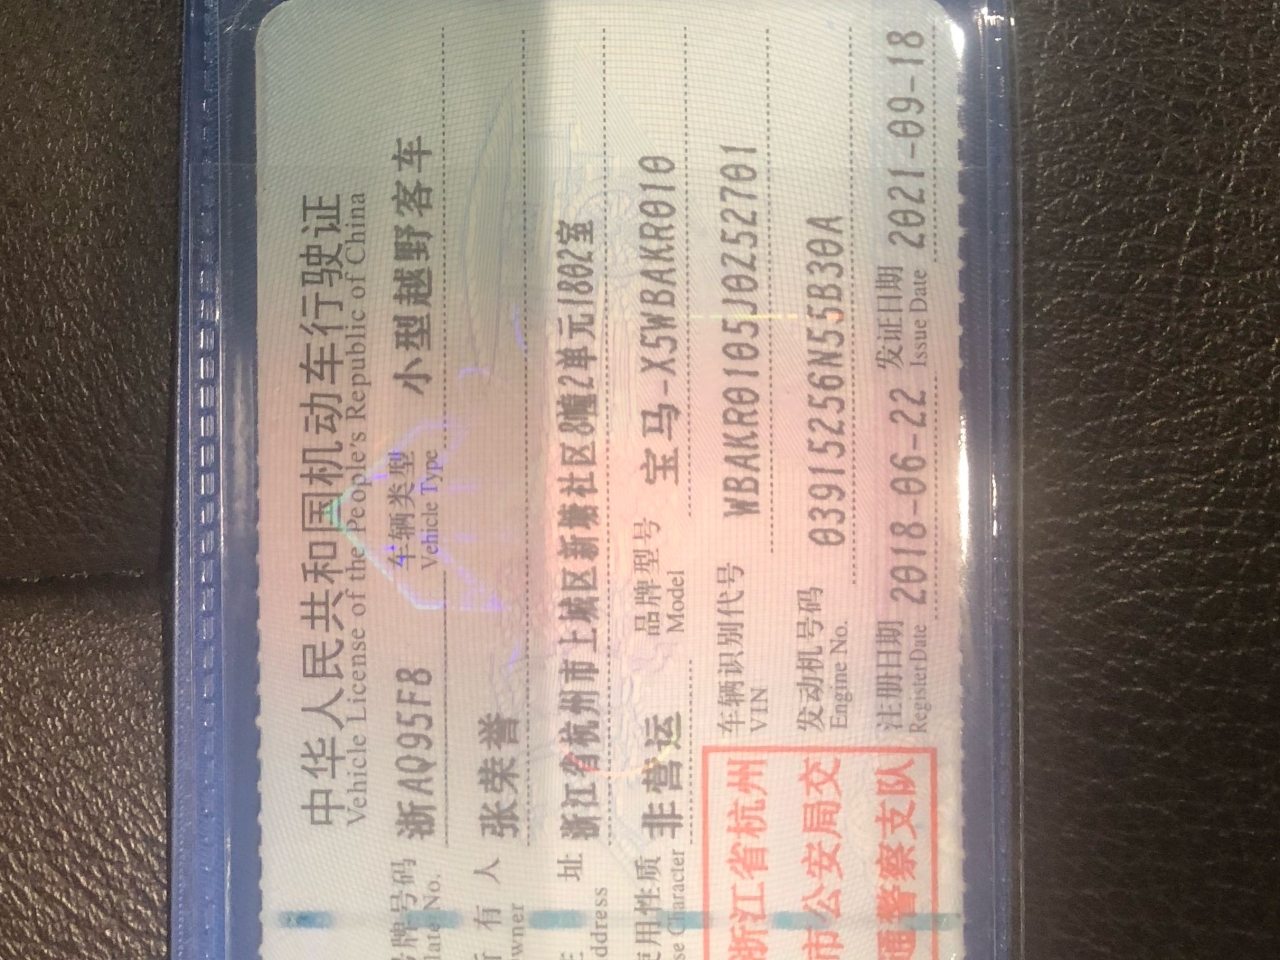 中华人民共和国机动车行驶证
Vehicle License of the People's Republic of China
号牌号码 浙AQ95F8 车辆类型 小型越野客车
Plate No. Vehicle Type
所有人 张荣誉
Owner
住址 浙江省杭州市上城区新塘社区8幢2单元1802室
Address
使用性质 非营运 品牌型号 宝马-X5WBAKR010
Use Character Model
浙江省杭州
市公安局交
通警察支队
车辆识别代号 WBAKR0105J0Z52701
VIN
发动机号码 03915256N55B30A
Engine No.
注册日期 2018-06-22 发证日期 2021-09-18
Register Date Issue Date